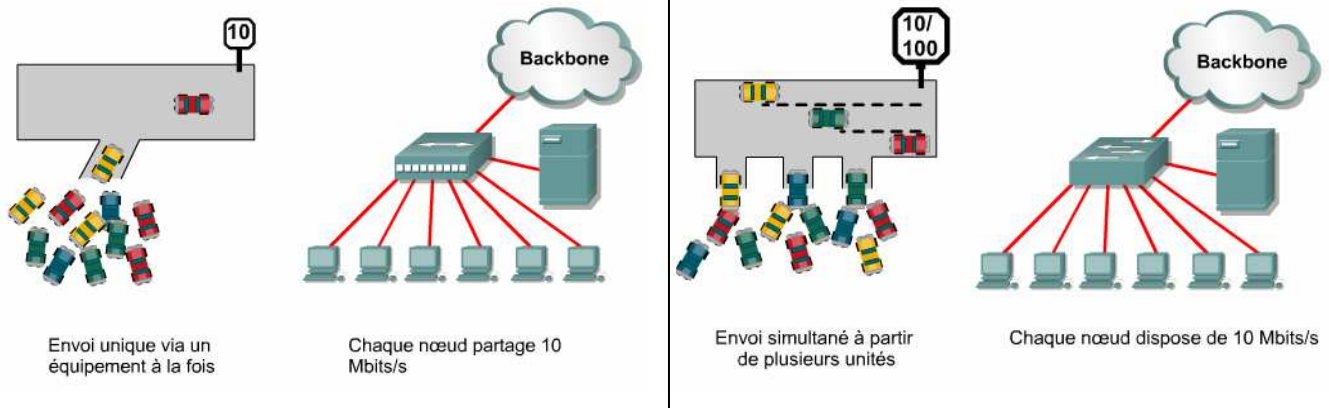 10
Backbone
Envoi unique via un
équipement à la fois
Chaque nœud partage 10
Mbits/s
10/
100
Backbone
Envoi simultané à partir
de plusieurs unités
Chaque nœud dispose de 10 Mbits/s